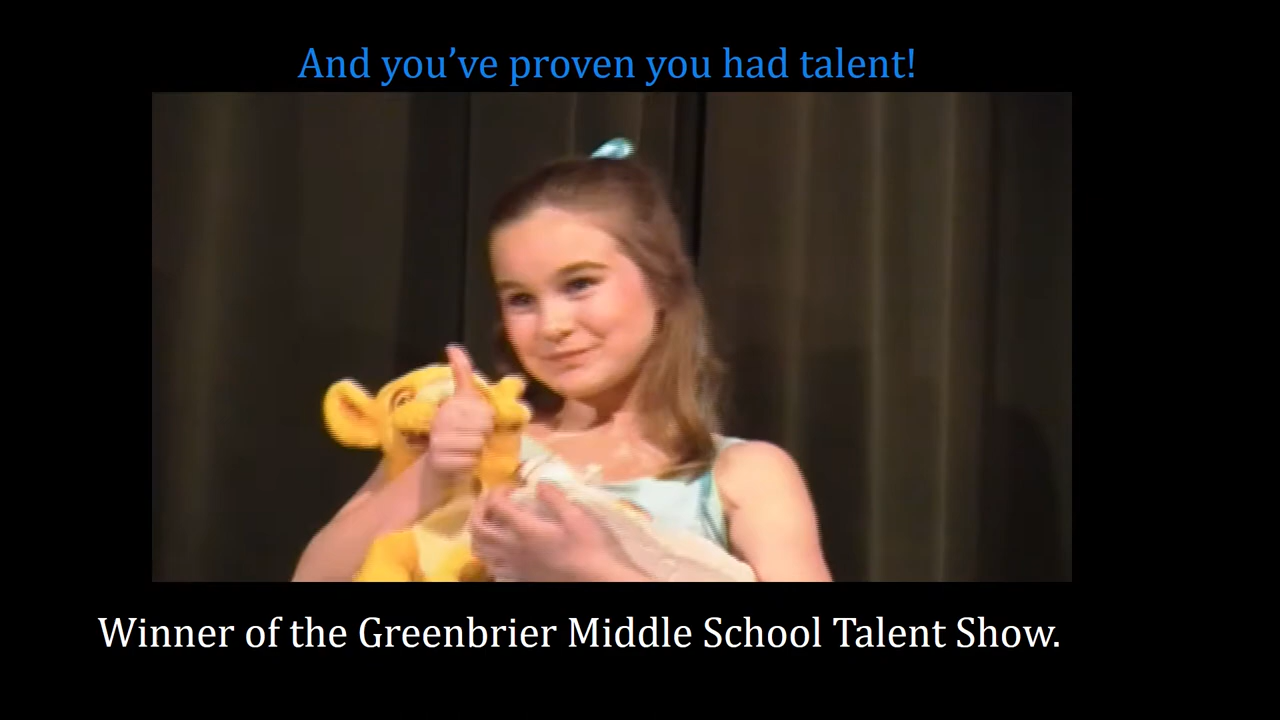 And you’ve proven you had talent!
Winner of the Greenbrier Middle School Talent Show.